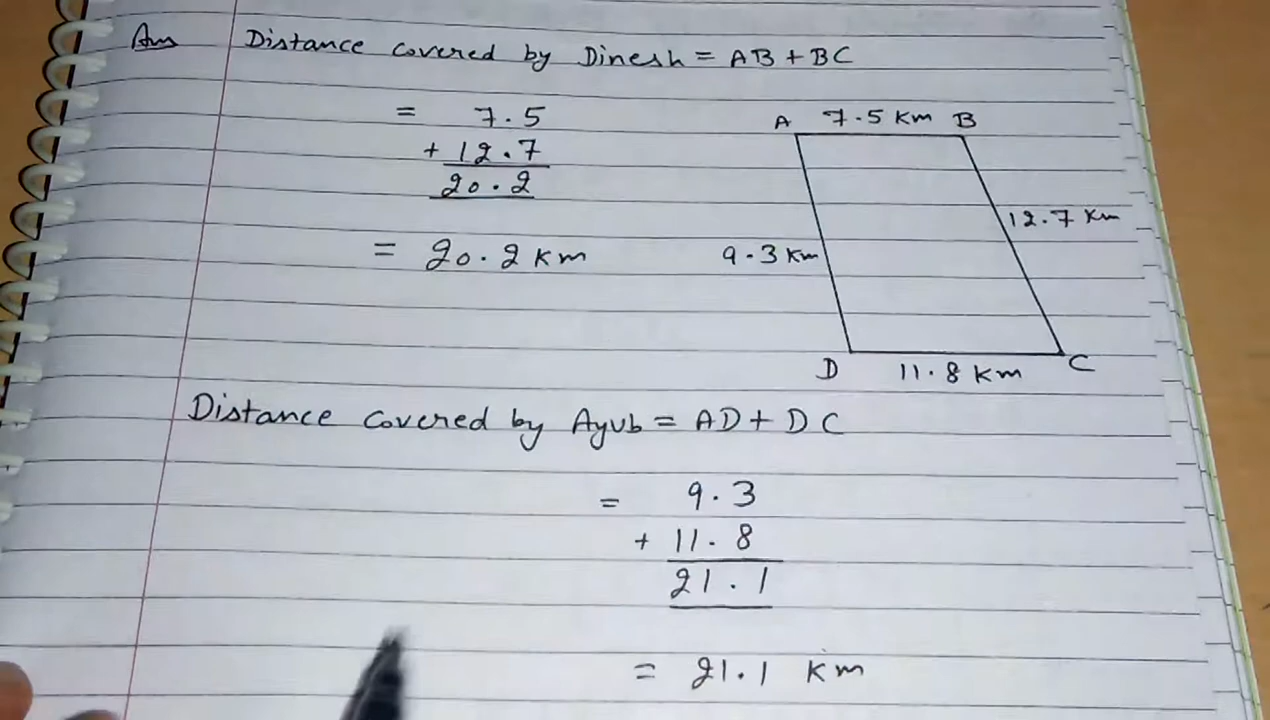 Ans Distance covered by Dinesh = AB + BC
= 7.5
+ 12.7
20.2
= 20.2 km
A 7.5 Km B
12.7 Km
9.3 Km
D 11.8 Km C
Distance covered by Ayub = AD + DC
= 9.3
+ 11.8
21.1
= 21.1 Km